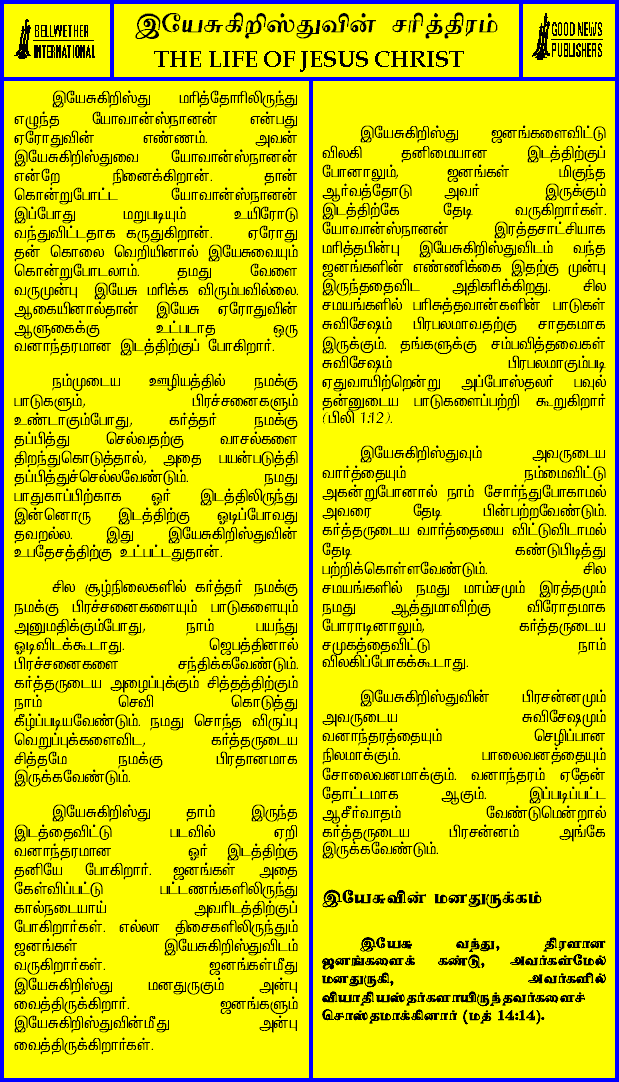 BELLWETHER
INTERNATIONAL
இயேசுகிறிஸ்துவின் சரித்திரம்
THE LIFE OF JESUS CHRIST
GOOD NEWS
PUBLISHERS
இயேசுகிறிஸ்து மரித்தோரிலிருந்து
எழுந்த யோவான்ஸ்நானன் என்பது
ஏரோதுவின் எண்ணம். அவன்
இயேசுகிறிஸ்துவை யோவான்ஸ்நானன்
என்றே நினைக்கிறான். தான்
கொன்றுபோட்ட யோவான்ஸ்நானன்
இப்போது மறுபடியும் உயிரோடு
வந்துவிட்டதாக கருதுகிறான். ஏரோது
தன் கொலை வெறியினால் இயேசுவையும்
கொன்றுபோடலாம். தமது வேளை
வருமுன்பு இயேசு மரிக்க விரும்பவில்லை.
ஆகையினால்தான் இயேசு ஏரோதுவின்
ஆளுகைக்கு உட்படாத ஒரு
வனாந்தரமான இடத்திற்குப் போகிறார்.
நம்முடைய ஊழியத்தில் நமக்கு
பாடுகளும், பிரச்சனைகளும்
உண்டாகும்போது, கர்த்தர் நமக்கு
தப்பித்து செல்வதற்கு வாசல்களை
திறந்துகொடுத்தால், அதை பயன்படுத்தி
தப்பித்துச்செல்லவேண்டும். நமது
பாதுகாப்பிற்காக ஓர் இடத்திலிருந்து
இன்னொரு இடத்திற்கு ஓடிப்போவது
தவறல்ல. இது இயேசுகிறிஸ்துவின்
உபதேசத்திற்கு உட்பட்டதுதான்.
சில சூழ்நிலைகளில் கர்த்தர் நமக்கு
நமக்கு பிரச்சனைகளையும் பாடுகளையும்
அனுமதிக்கும்போது, நாம் பயந்து
ஓடிவிடக்கூடாது. ஜெபத்தினால்
பிரச்சனைகளை சந்திக்கவேண்டும்.
கர்த்தருடைய அழைப்புக்கும் சித்தத்திற்கும்
நாம் செவி கொடுத்து
கீழ்ப்படியவேண்டும். நமது சொந்த விருப்பு
வெறுப்புக்களைவிட, கர்த்தருடைய
சித்தமே நமக்கு பிரதானமாக
இருக்கவேண்டும்.
இயேசுகிறிஸ்து தாம் இருந்த
இடத்தைவிட்டு படவில் ஏறி
வனாந்தரமான ஓர் இடத்திற்கு
தனியே போகிறார். ஜனங்கள் அதை
கேள்விப்பட்டு பட்டணங்களிலிருந்து
கால்நடையாய் அவரிடத்திற்குப்
போகிறார்கள். எல்லா திசைகளிலிருந்தும்
ஜனங்கள் இயேசுகிறிஸ்துவிடம்
வருகிறார்கள். ஜனங்கள்மீது
இயேசுகிறிஸ்து மனதுருகும் அன்பு
வைத்திருக்கிறார். ஜனங்களும்
இயேசுகிறிஸ்துவின்மீது அன்பு
வைத்திருக்கிறார்கள்.
இயேசுகிறிஸ்து ஜனங்களைவிட்டு
விலகி தனிமையான இடத்திற்குப்
போனாலும், ஜனங்கள் மிகுந்த
ஆர்வத்தோடு அவர் இருக்கும்
இடத்திற்கே தேடி வருகிறார்கள்.
யோவான்ஸ்நானன் இரத்தசாட்சியாக
மரித்தபின்பு இயேசுகிறிஸ்துவிடம் வந்த
ஜனங்களின் எண்ணிக்கை இதற்கு முன்பு
இருந்ததைவிட அதிகரிக்கிறது. சில
சமயங்களில் பரிசுத்தவான்களின் பாடுகள்
சுவிசேஷம் பிரபலமாவதற்கு சாதகமாக
இருக்கும். தங்களுக்கு சம்பவித்தவைகள்
சுவிசேஷம் பிரபலமாகும்படி
ஏதுவாயிற்றென்று அப்போஸ்தலர் பவுல்
தன்னுடைய பாடுகளைப்பற்றி கூறுகிறார்
(பிலி 1:12).
இயேசுகிறிஸ்துவும் அவருடைய
வார்த்தையும் நம்மைவிட்டு
அகன்றுபோனால் நாம் சோர்ந்துபோகாமல்
அவரை தேடி பின்பற்றவேண்டும்.
கர்த்தருடைய வார்த்தையை விட்டுவிடாமல்
தேடி கண்டுபிடித்து
பற்றிக்கொள்ளவேண்டும். சில
சமயங்களில் நமது மாம்சமும் இரத்தமும்
நமது ஆத்துமாவிற்கு விரோதமாக
போராடினாலும், கர்த்தருடைய
சமுகத்தைவிட்டு நாம்
விலகிப்போகக்கூடாது.
இயேசுகிறிஸ்துவின் பிரசன்னமும்
அவருடைய சுவிசேஷமும்
வனாந்தரத்தையும் செழிப்பான
நிலமாக்கும். பாலைவனத்தையும்
சோலைவனமாக்கும். வனாந்தரம் ஏதேன்
தோட்டமாக ஆகும். இப்படிப்பட்ட
ஆசீர்வாதம் வேண்டுமென்றால்
கர்த்தருடைய பிரசன்னம் அங்கே
இருக்கவேண்டும்.
இயேசுவின் மனதுருக்கம்
இயேசு வந்து, திரளான
ஜனங்களைக் கண்டு, அவர்கள்மேல்
மனதுருகி, அவர்களில்
வியாதியஸ்தர்களாயிருந்தவர்களைச்
சொஸ்தமாக்கினார் (மத் 14:14).